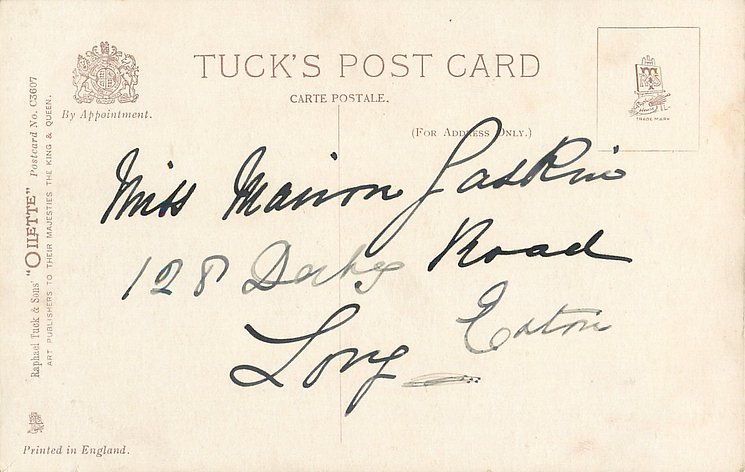 TUCK'S POST CARD
CARTE POSTALE.
By Appointment.
(FOR ADDRESS ONLY.)
TRADE MARK
Raphael Tuck & Sons' "OILETTE" Postcard No. C3607
ART PUBLISHERS TO THEIR MAJESTIES THE KING & QUEEN.
Miss Marion Gaskin
128 Derby Road
Long Eaton
Printed in England.